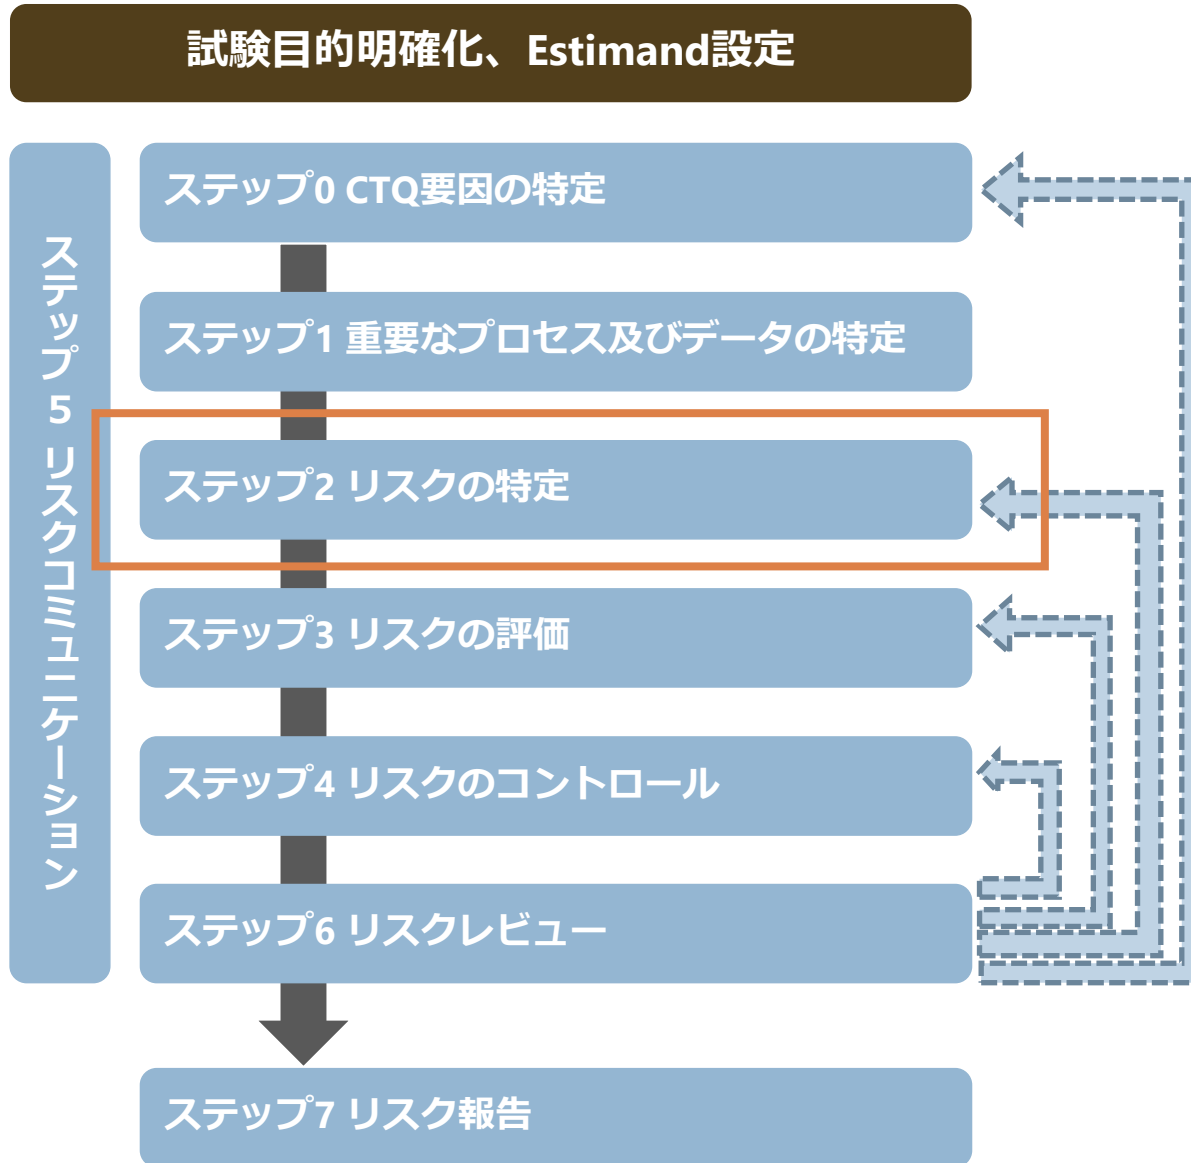 試験目的明確化、Estimand設定
ステップ0 CTQ要因の特定
ステップ1 重要なプロセス及びデータの特定
ステップ2 リスクの特定
ステップ3 リスクの評価
ステップ4 リスクのコントロール
ステップ5 リスクコミュニケーション
ステップ6 リスクレビュー
ステップ7 リスク報告